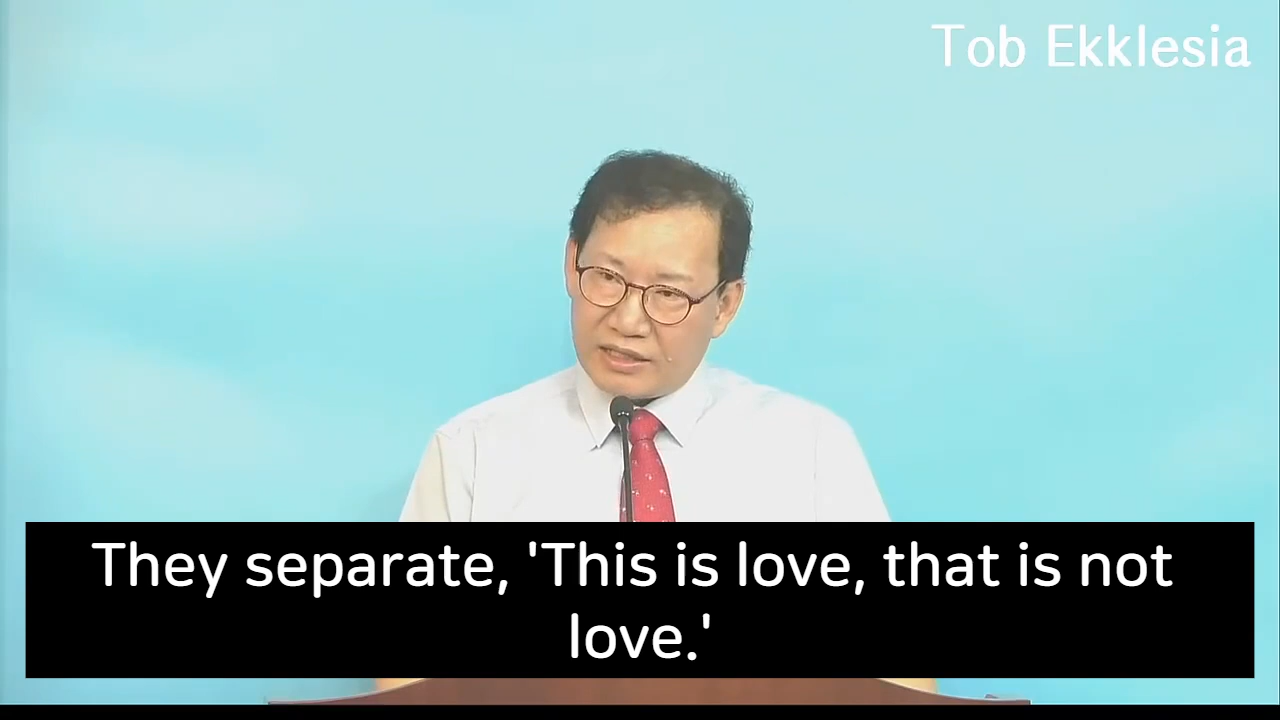 Tob Ekklesia
They separate, 'This is love, that is not
love.'